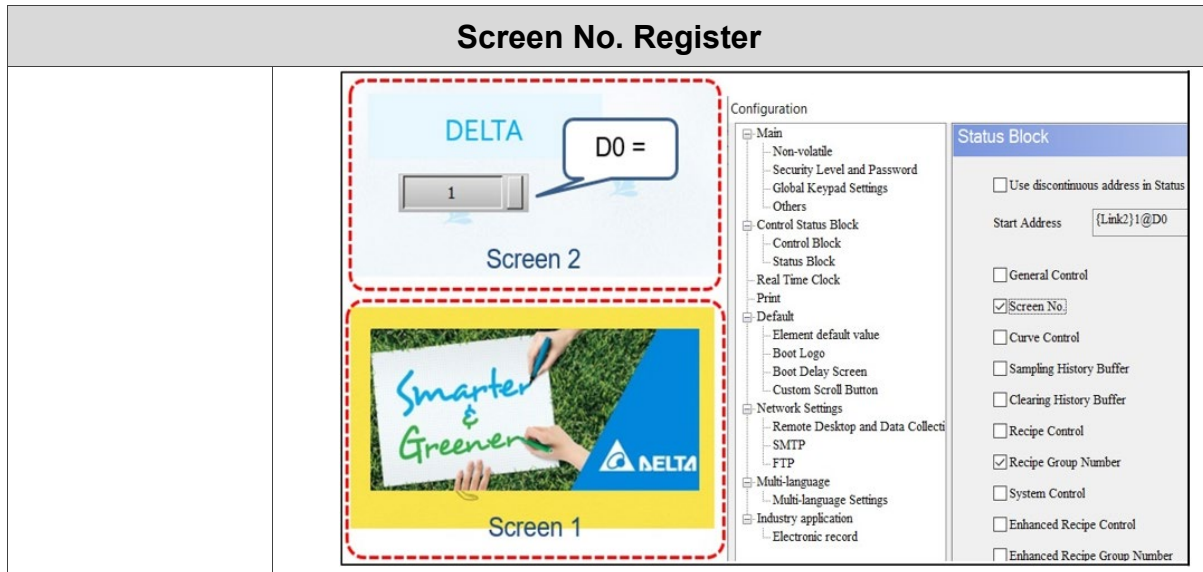 Screen No. Register
DELTA
D0 =
1
Screen 2
Smarter
&
Greener
DELTA
Screen 1
Configuration
Main
Non-volatile
Security Level and Password
Global Keypad Settings
Others
Control Status Block
Control Block
Status Block
Real Time Clock
Print
Default
Element default value
Boot Logo
Boot Delay Screen
Custom Scroll Button
Network Settings
Remote Desktop and Data Collecti
SMTP
FTP
Multi-language
Multi-language Settings
Industry application
Electronic record
Status Block
Use discontinuous address in Status
Start Address {Link2}1@D0
General Control
Screen No.
Curve Control
Sampling History Buffer
Clearing History Buffer
Recipe Control
Recipe Group Number
System Control
Enhanced Recipe Control
Enhanced Recipe Group Number